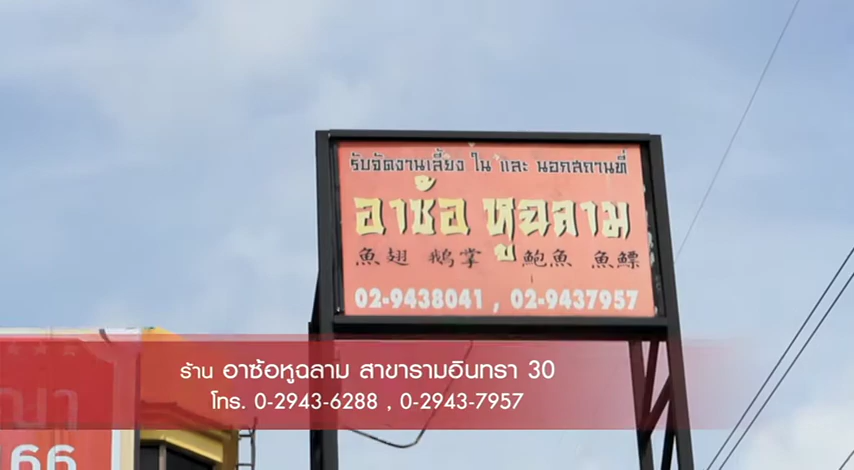 รับจัดงานเลี้ยง ใน และ นอกสถานที่
อาซ้อ หูฉลาม
魚翅 鵝掌 鮑魚 魚鰾
02-9438041 , 02-9437957
ร้าน อาซ้อหูฉลาม สาขารามอินทรา 30
โทร. 0-2943-6288 , 0-2943-7957
66